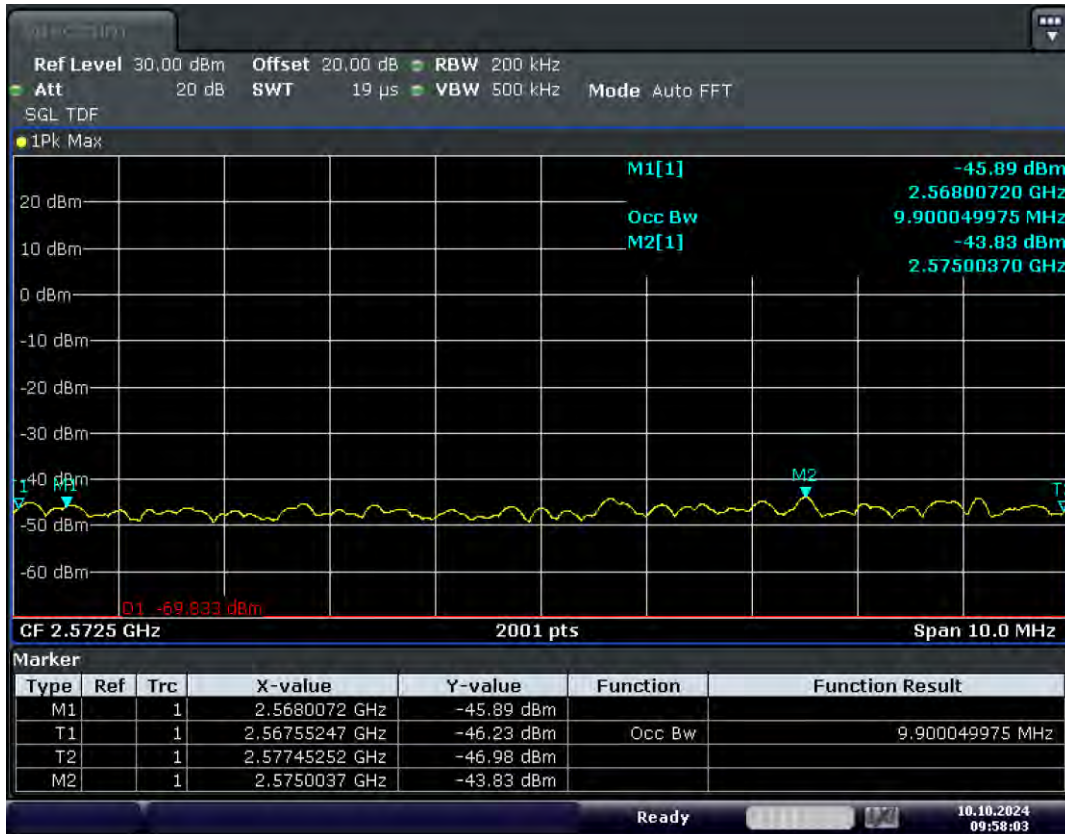 Spectrum
Ref Level 30.00 dBm Offset 20.00 dB RBW 200 kHz
Att 20 dB SWT 19 µs VBW 500 kHz Mode Auto FFT
SGL TDF
1Pk Max
M1[1] -45.89 dBm
2.56800720 GHz
20 dBm
Occ Bw 9.900049975 MHz
M2[1] -43.83 dBm
10 dBm
2.57500370 GHz
0 dBm
-10 dBm
-20 dBm
-30 dBm
M2
-40 dBm
T1 M1
-50 dBm
-60 dBm
D1 -69.833 dBm
CF 2.5725 GHz 2001 pts Span 10.0 MHz
Marker
Type Ref Trc X-value Y-value Function Function Result
M1 1 2.5680072 GHz -45.89 dBm
T1 1 2.56755247 GHz -46.23 dBm Occ Bw 9.900049975 MHz
T2 1 2.57745252 GHz -46.98 dBm
M2 1 2.5750037 GHz -43.83 dBm
Ready 10.10.2024
09:58:03